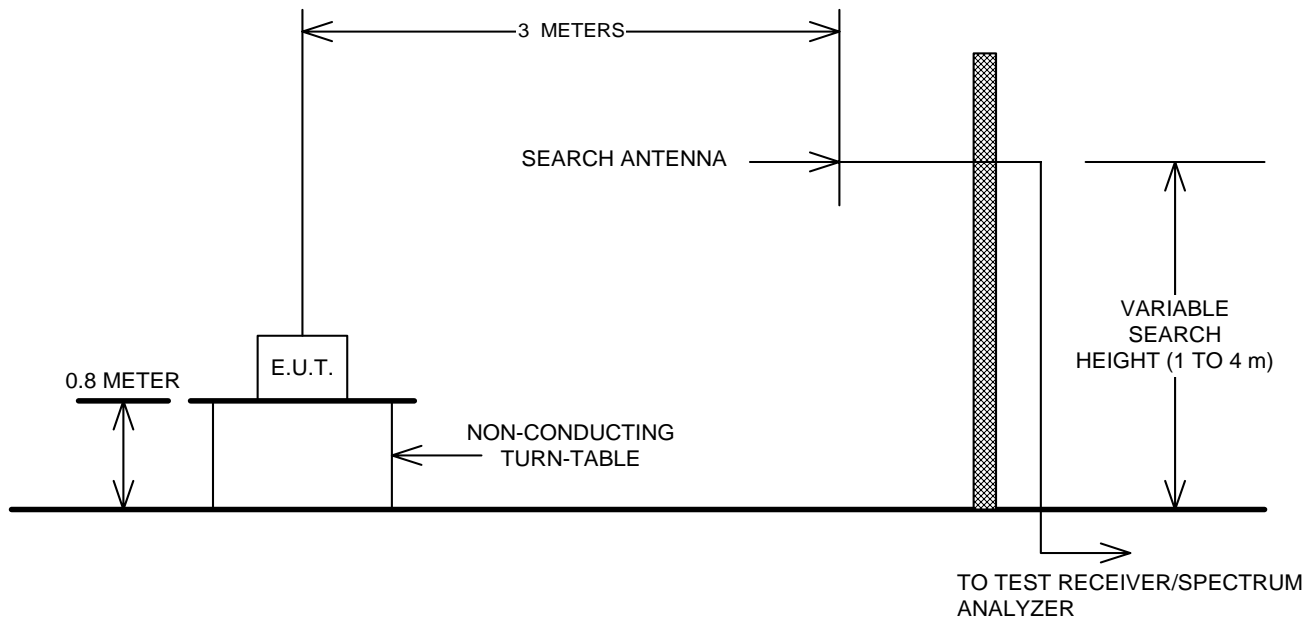 3 METERS
SEARCH ANTENNA
VARIABLE
SEARCH
HEIGHT (1 TO 4 m)
E.U.T.
0.8 METER
NON-CONDUCTING
TURN-TABLE
TO TEST RECEIVER/SPECTRUM
ANALYZER